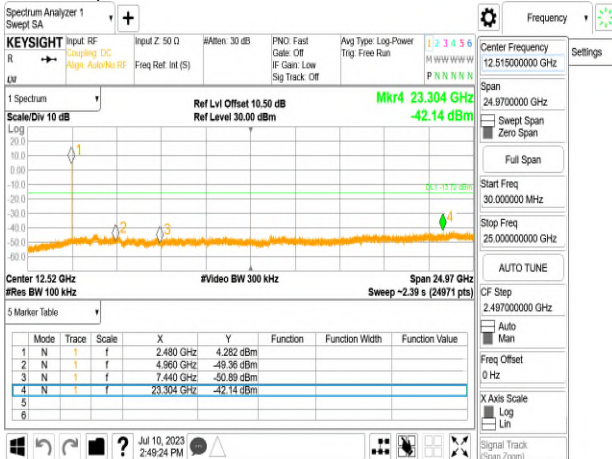 Spectrum Analyzer 1
Swept SA
+
Frequency
KEYSIGHT Input: RF Input Z: 50 Ω #Atten: 30 dB PNO: Fast Avg Type: Log-Power 1 2 3 4 5 6
R Coupling: DC Gate: Off Trig: Free Run M W W W W W
Align: Auto/No RF Freq Ref: Int (S) IF Gain: Low P N N N N N
Sig Track: Off
Center Frequency
12.515000000 GHz
Settings
1 Spectrum
Ref Lvl Offset 10.50 dB Mkr4 23.304 GHz
Scale/Div 10 dB Ref Level 30.00 dBm -42.14 dBm
Span
24.9700000 GHz
Swept Span
Zero Span
Full Span
Log
20.0
10.0
0.00
-10.0
-20.0
-30.0
-40.0
-50.0
-60.0
1
2
3
4
Start Freq
30.000000 MHz
Stop Freq
25.000000000 GHz
AUTO TUNE
Center 12.52 GHz #Video BW 300 kHz Span 24.97 GHz
#Res BW 100 kHz Sweep ~2.39 s (24971 pts)
CF Step
2.497000000 GHz
Auto
Man
5 Marker Table
Mode Trace Scale X Y Function Function Width Function Value
1 N 1 f 2.480 GHz 4.282 dBm
2 N 1 f 4.960 GHz -49.36 dBm
3 N 1 f 7.440 GHz -50.89 dBm
4 N 1 f 23.304 GHz -42.14 dBm
5
6
Freq Offset
0 Hz
X Axis Scale
Log
Lin
Signal Track
(Span Zoom)
? Jul 10, 2023
2:49:24 PM